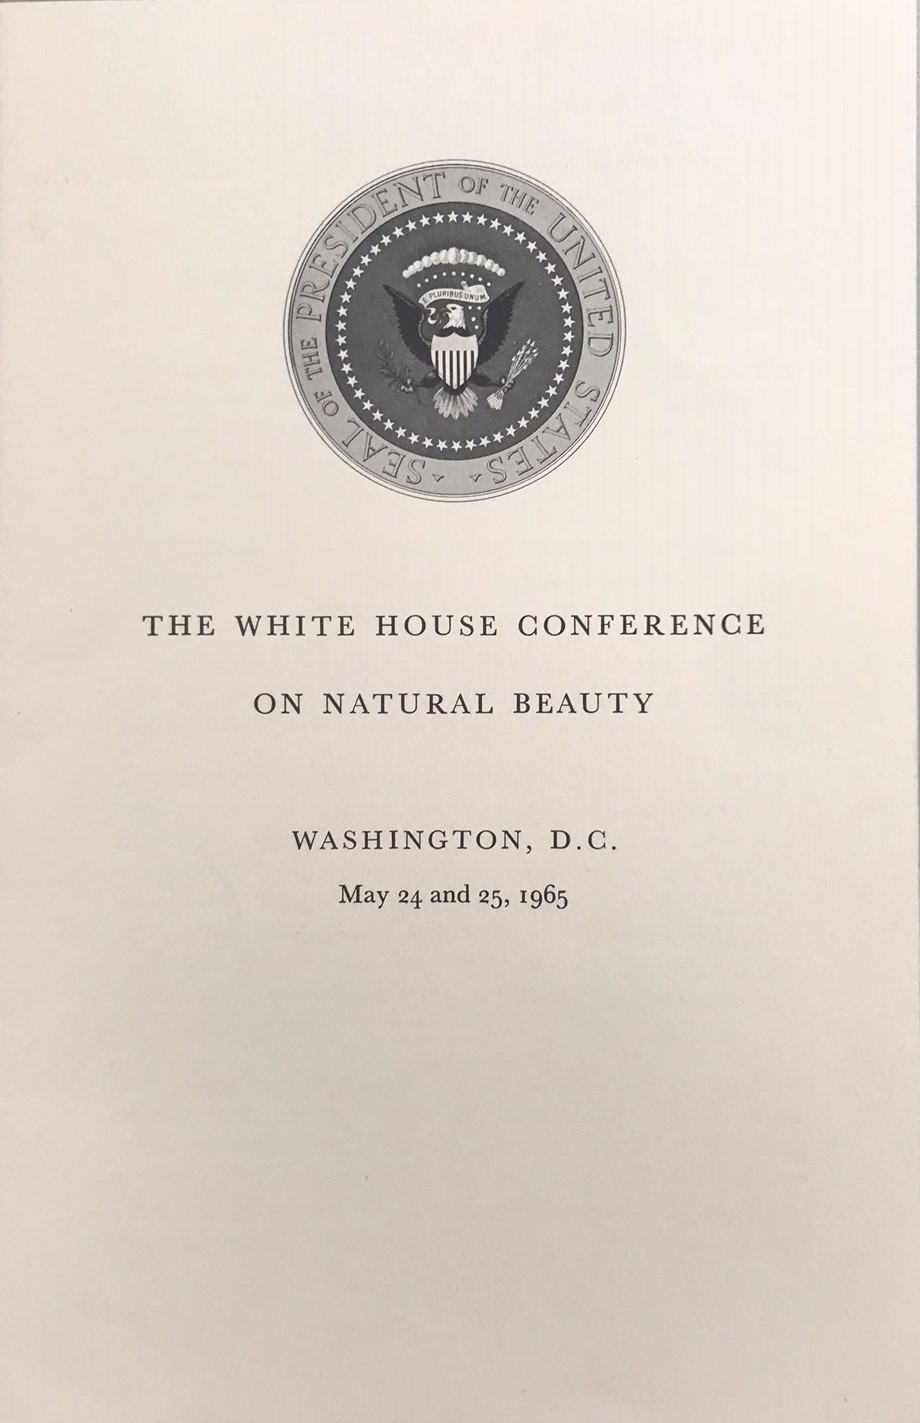 SEAL OF THE PRESIDENT OF THE UNITED STATES
E PLURIBUS UNUM
THE WHITE HOUSE CONFERENCE
ON NATURAL BEAUTY
WASHINGTON, D.C.
May 24 and 25, 1965